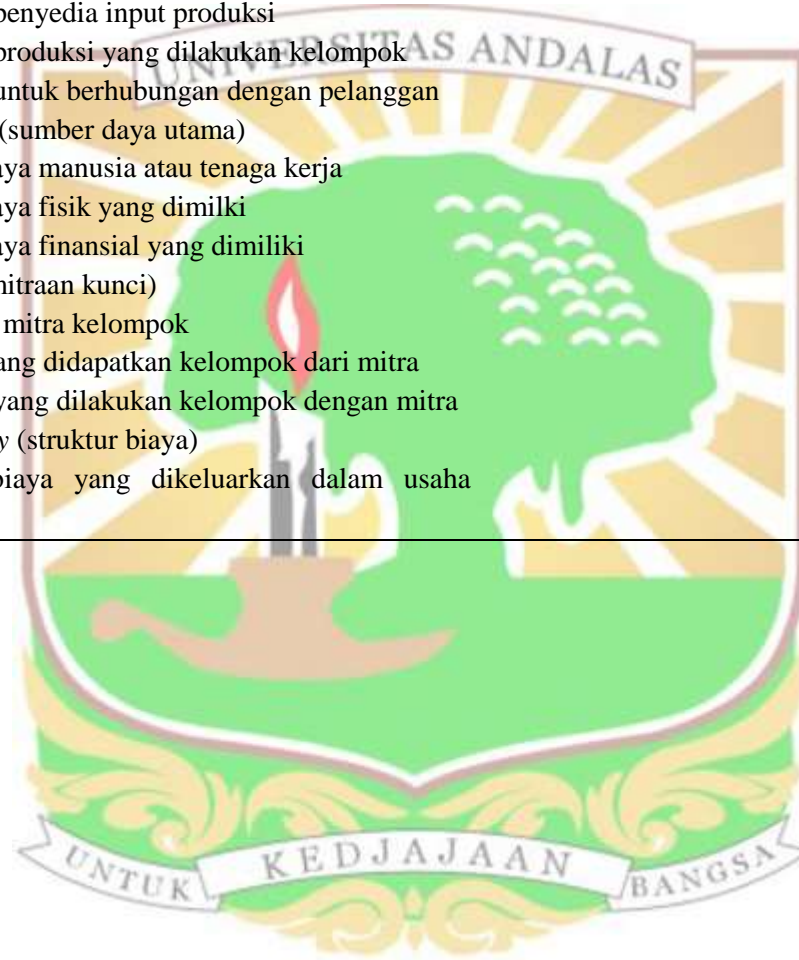 penyedia input produksi
produksi yang dilakukan kelompok
UNIVERSITAS ANDALAS
untuk berhubungan dengan pelanggan
(sumber daya utama)
aya manusia atau tenaga kerja
aya fisik yang dimilki
aya finansial yang dimiliki
nitraan kunci)
mitra kelompok
ang didapatkan kelompok dari mitra
yang dilakukan kelompok dengan mitra
y (struktur biaya)
biaya yang dikeluarkan dalam usaha
UNTUK KEDJAJAAN BANGSA